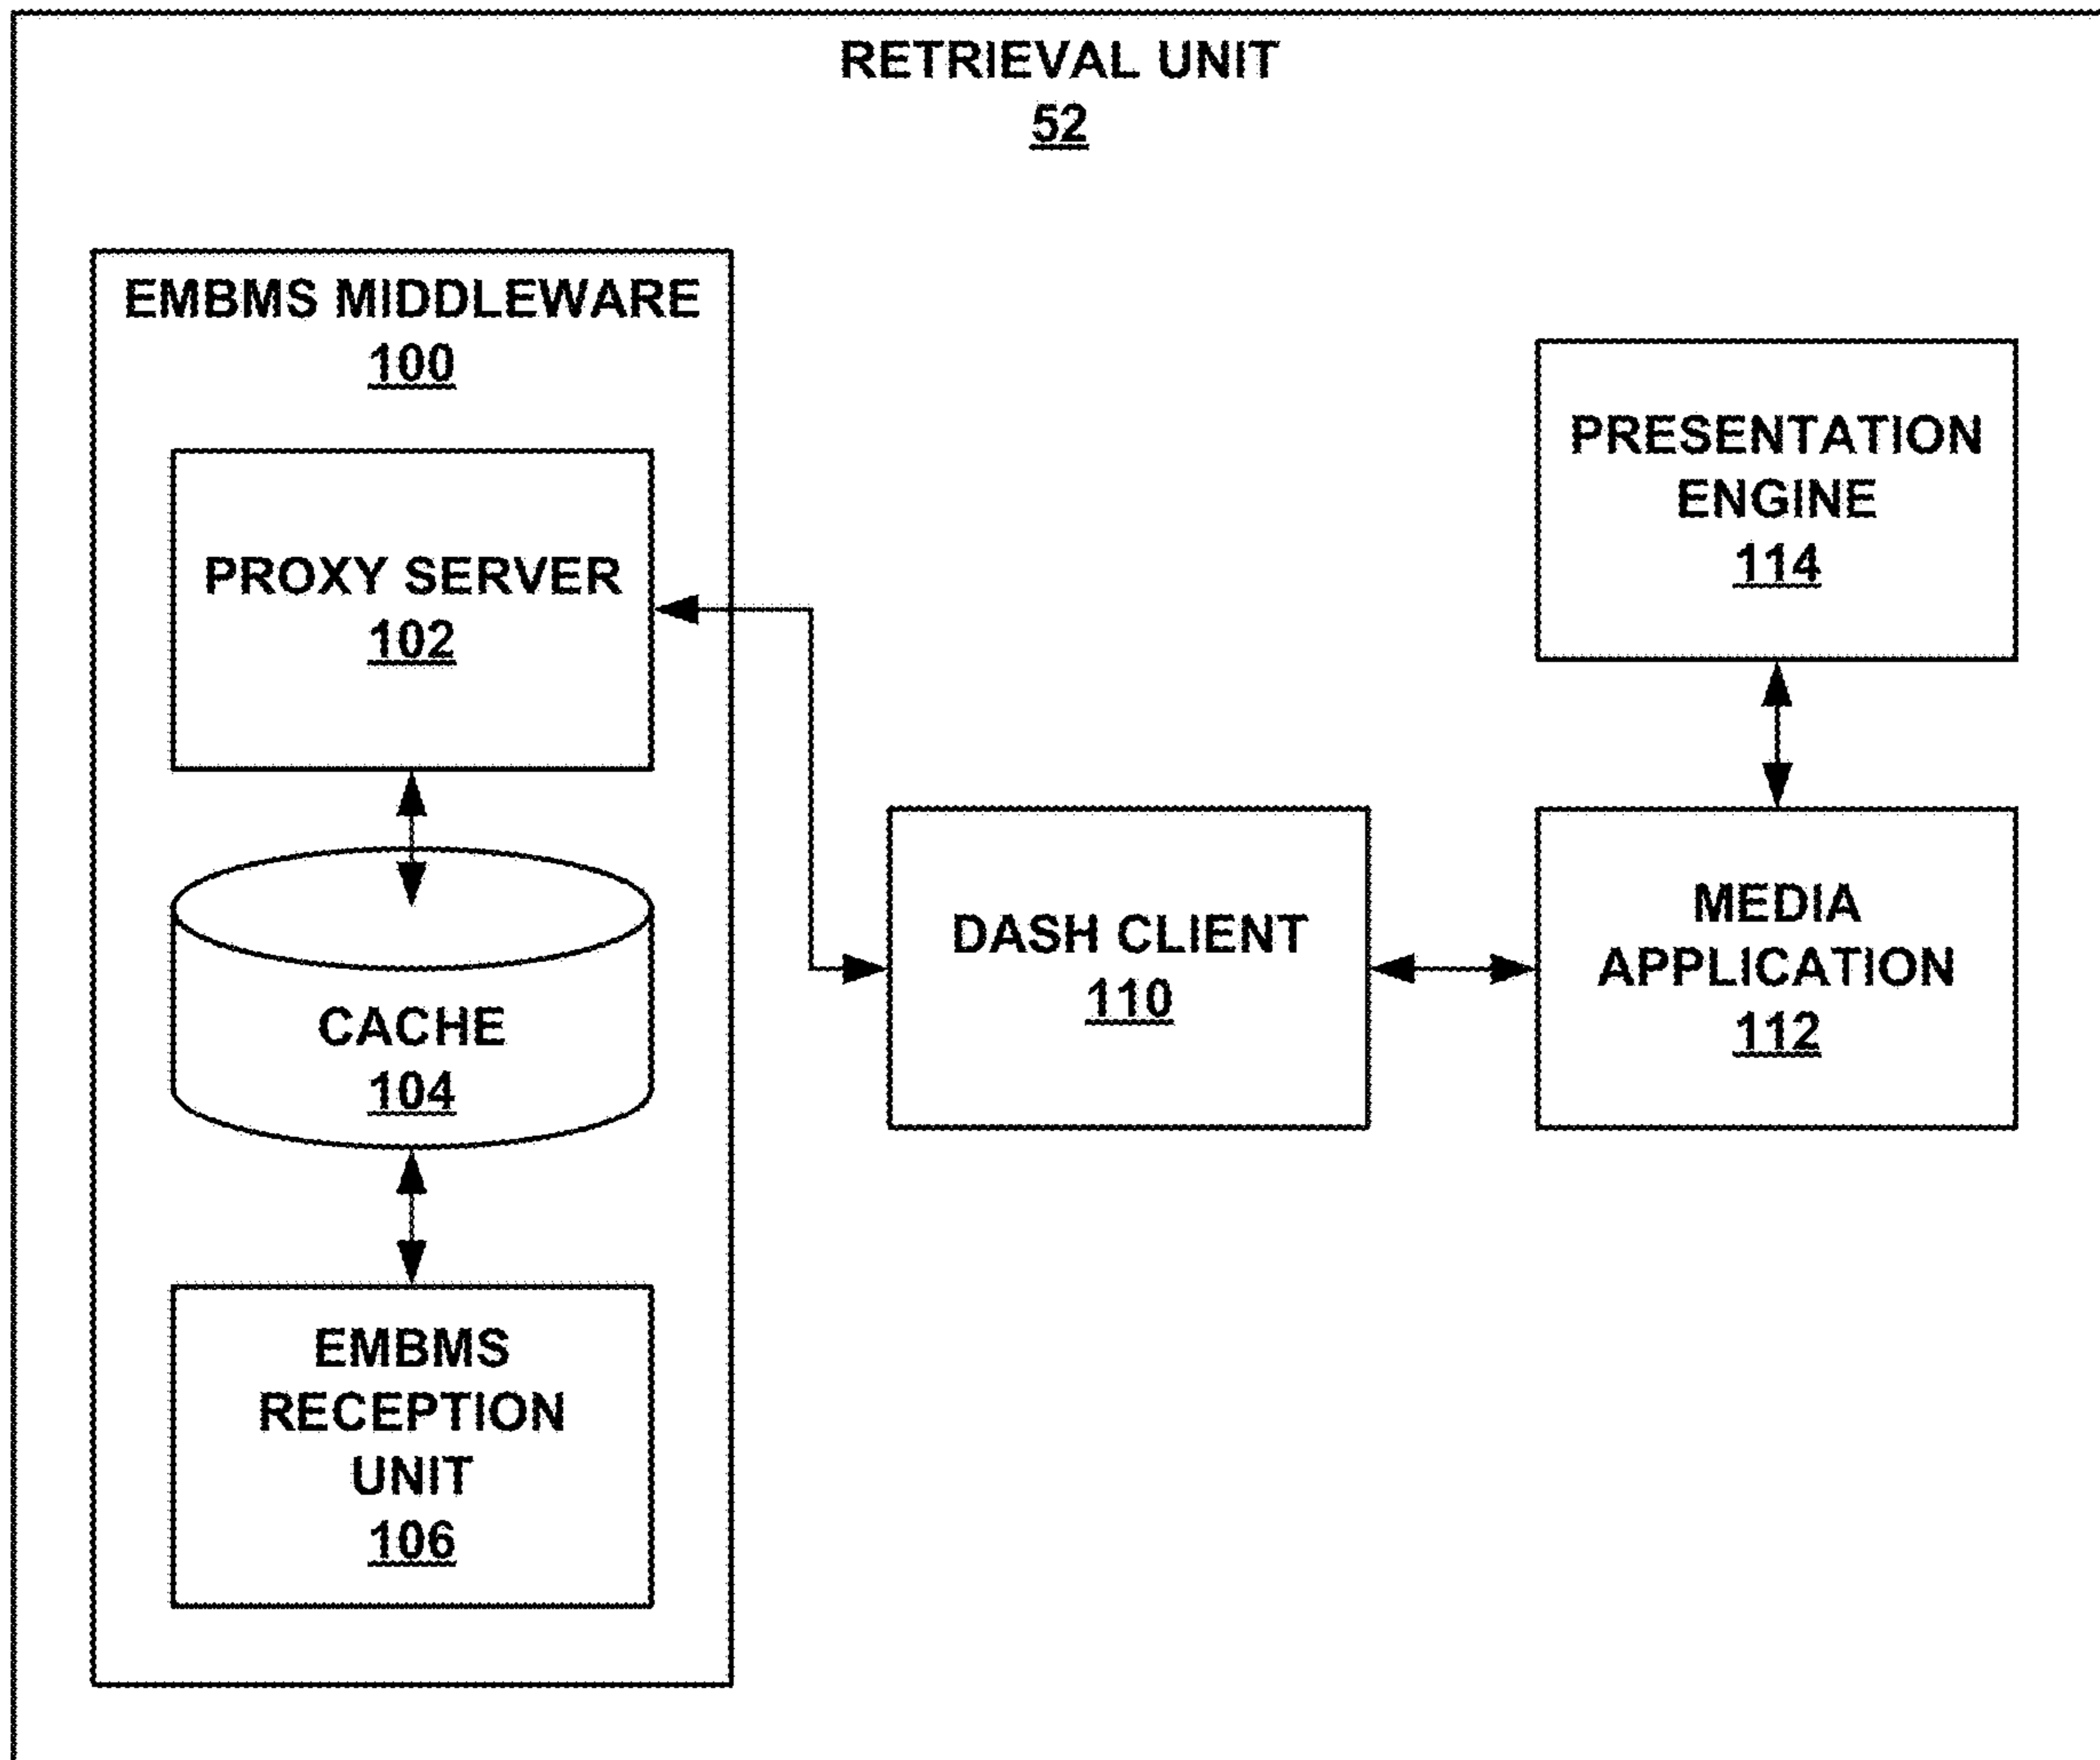 RETRIEVAL UNIT
52
EMBMS MIDDLEWARE
100
PROXY SERVER
102
CACHE
104
EMBMS
RECEPTION
UNIT
106
DASH CLIENT
110
PRESENTATION
ENGINE
114
MEDIA
APPLICATION
112